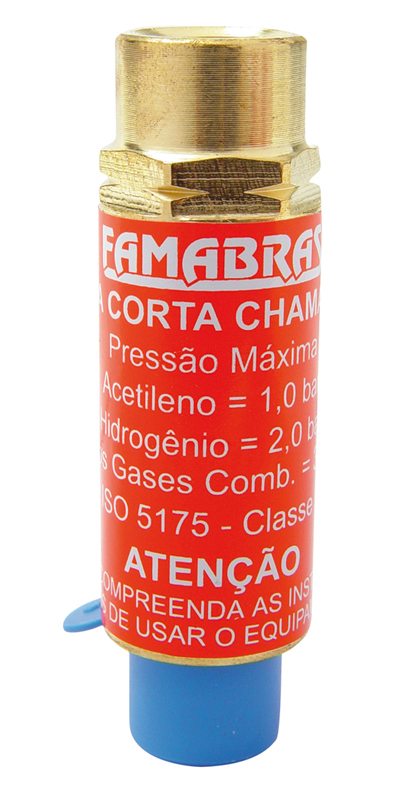 FAMABRAS
CORTA CHAMA
Pressão Máxima
Acetileno = 1,0 ba
Hidrogênio = 2,0 b
Gases Comb. =
ISO 5175 - Classe
ATENÇÃO
COMPREENDA AS INS
DE USAR O EQUIPA